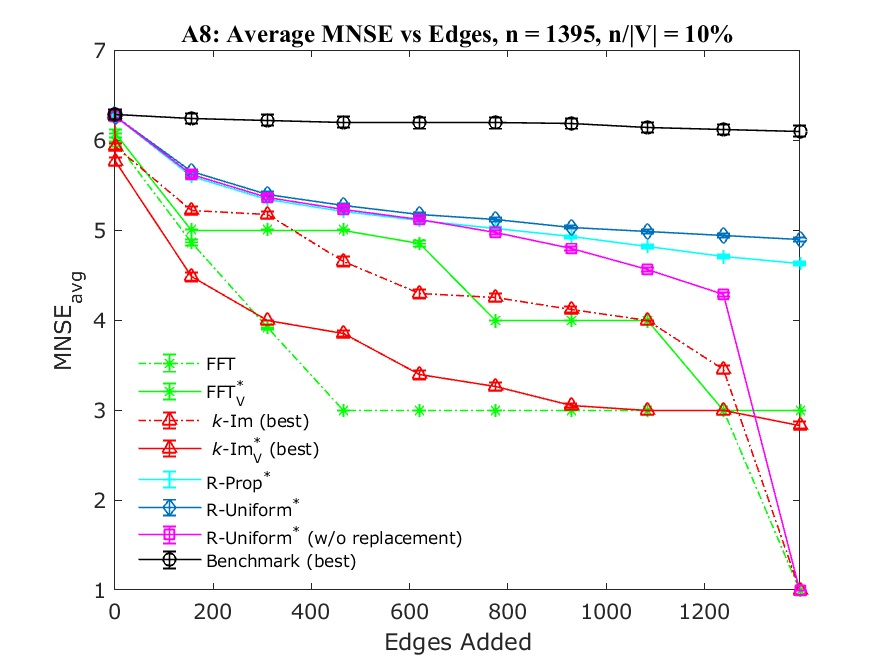 A8: Average MNSE vs Edges, n = 1395, n/|V| = 10%
7
6
5
4
3
2
1
MNSE_avg
FFT
FFT*_V
k-Im (best)
k-Im*_V (best)
R-Prop*
R-Uniform*
R-Uniform* (w/o replacement)
Benchmark (best)
0 200 400 600 800 1000 1200
Edges Added